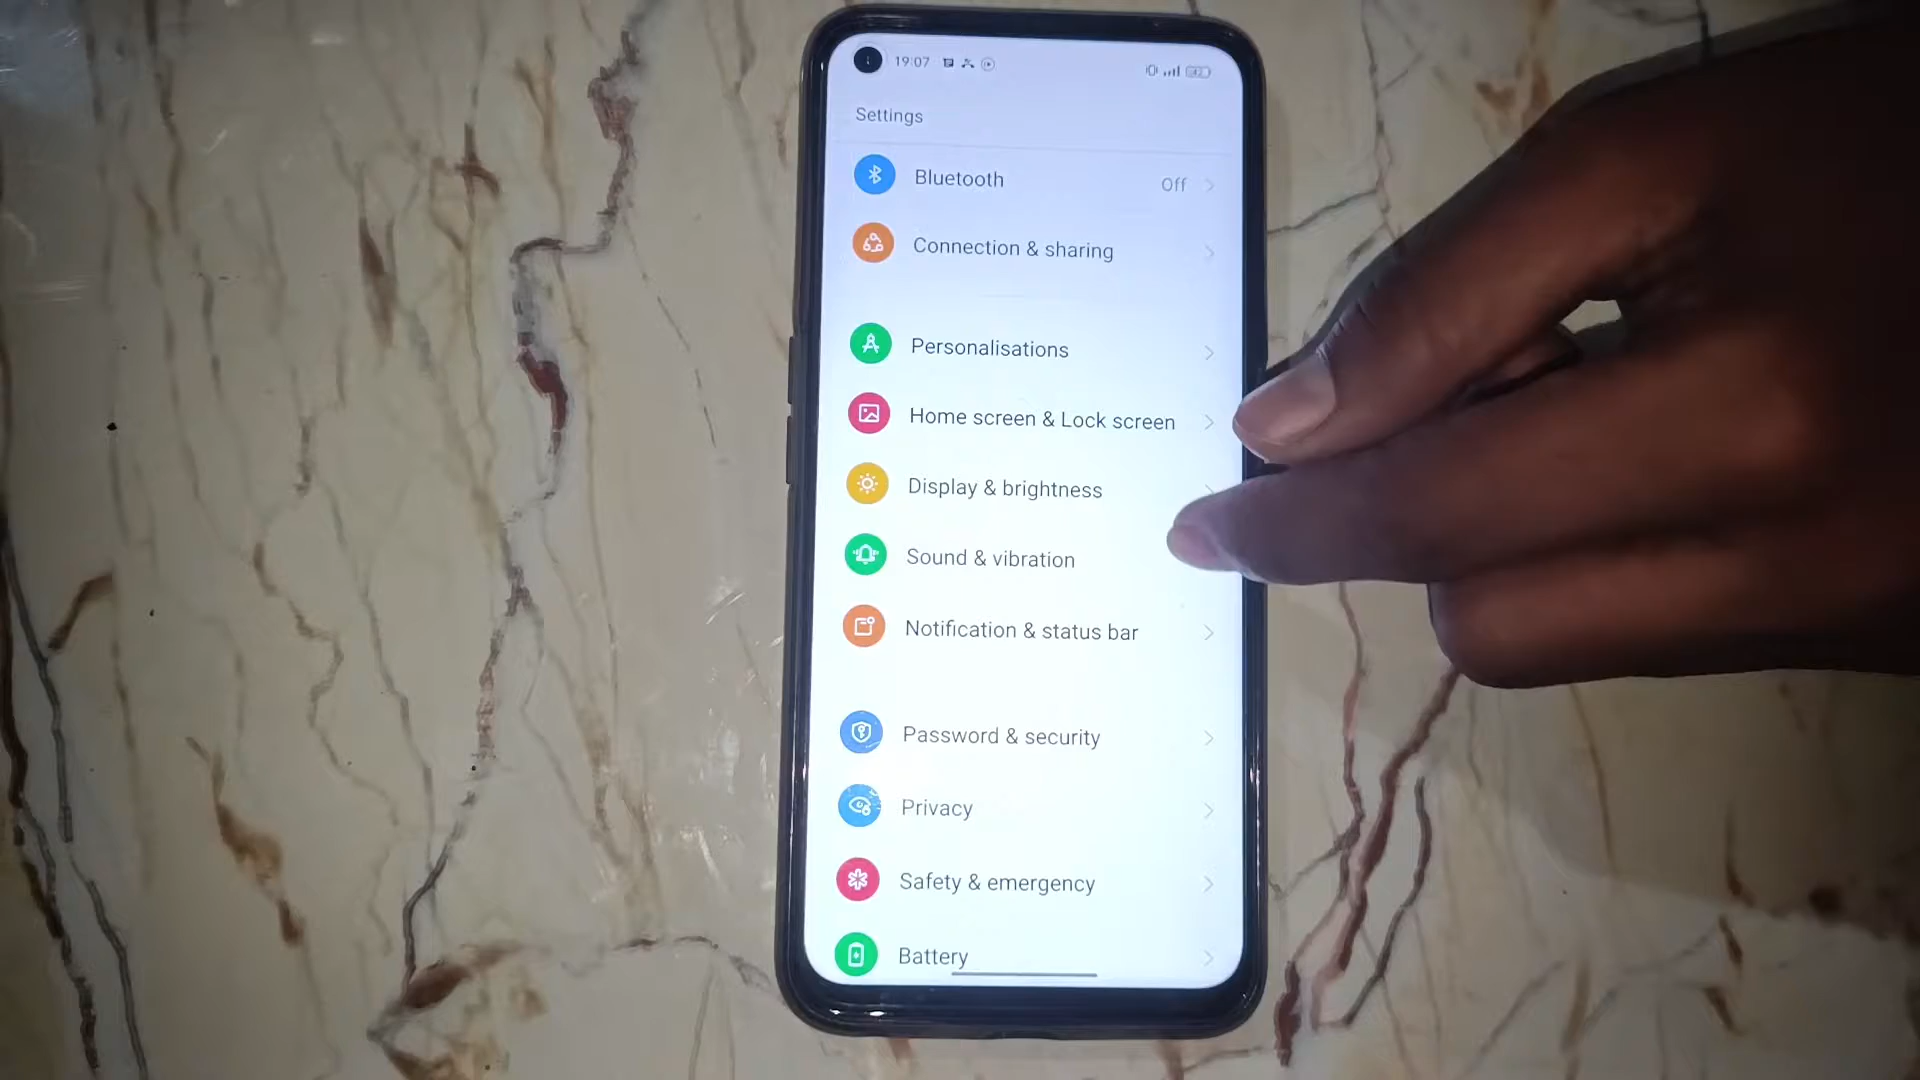 19:07
Settings
Bluetooth Off
Connection & sharing
Personalisations
Home screen & Lock screen
Display & brightness
Sound & vibration
Notification & status bar
Password & security
Privacy
Safety & emergency
Battery